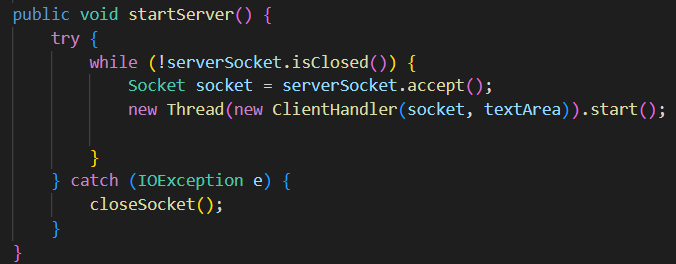 public void startServer() {
    try {
        while (!serverSocket.isClosed()) {
            Socket socket = serverSocket.accept();
            new Thread(new ClientHandler(socket, textArea)).start();
        }
    } catch (IOException e) {
        closeSocket();
    }
}